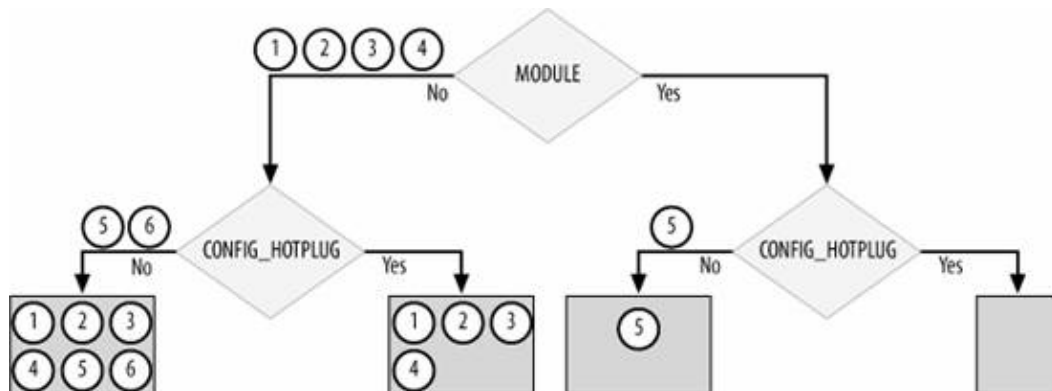 1 2 3 4
MODULE
No Yes
5 6
CONFIG_HOTPLUG
No Yes
5
CONFIG_HOTPLUG
No Yes
1 2 3
4 5 6
1 2 3
4
5